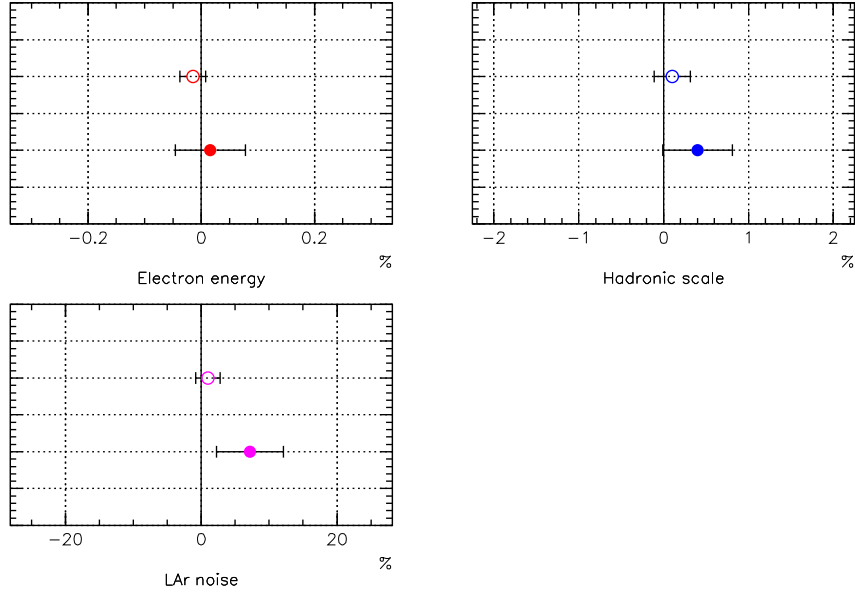 −0.2 0 0.2
%
Electron energy
−2 −1 0 1 2
%
Hadronic scale
−20 0 20
%
LAr noise